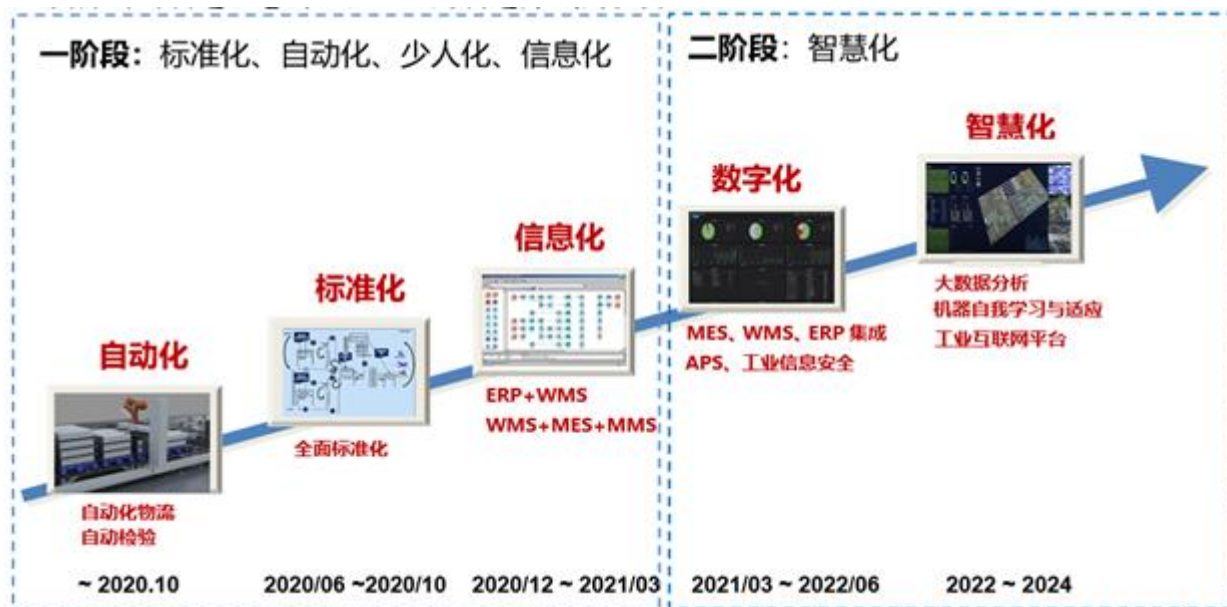 一阶段：标准化、自动化、少人化、信息化
二阶段：智慧化
自动化
标准化
信息化
数字化
智慧化
自动化物流
自动检验
全面标准化
ERP+WMS
WMS+MES+MMS
MES、WMS、ERP 集成
APS、工业信息安全
大数据分析
机器自我学习与适应
工业互联网平台
~ 2020.10
2020/06 ~2020/10
2020/12 ~ 2021/03
2021/03 ~ 2022/06
2022 ~ 2024